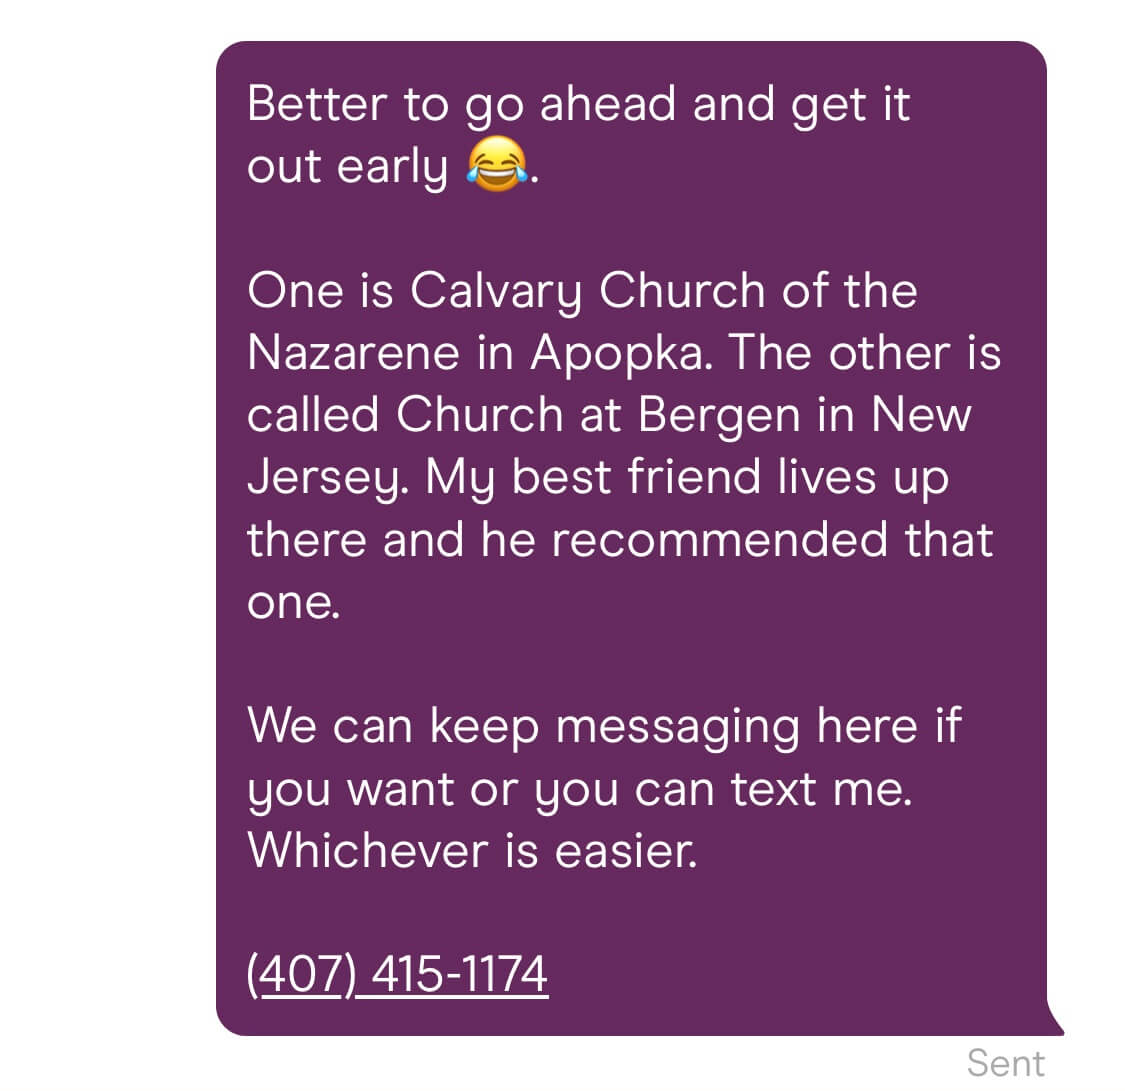 Better to go ahead and get it
out early 😂.
One is Calvary Church of the
Nazarene in Apopka. The other is
called Church at Bergen in New
Jersey. My best friend lives up
there and he recommended that
one.
We can keep messaging here if
you want or you can text me.
Whichever is easier.
(407) 415-1174
Sent